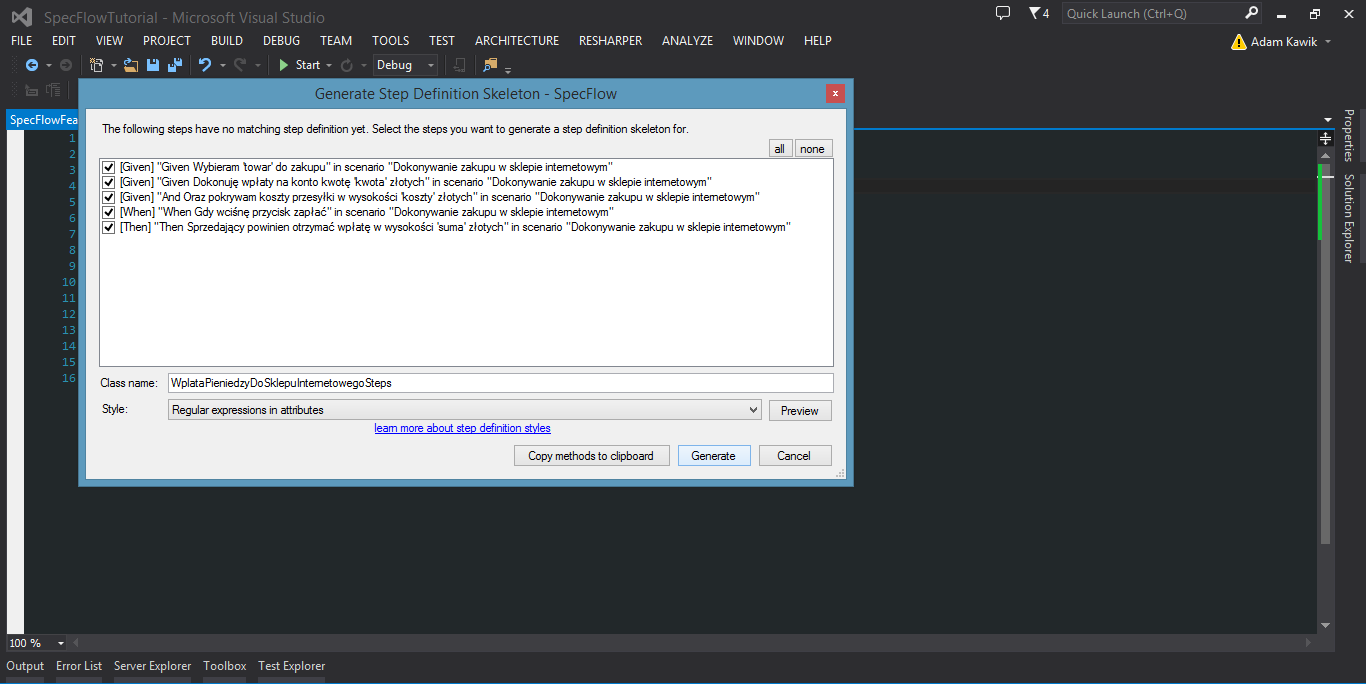 SpecFlowTutorial - Microsoft Visual Studio
4
Quick Launch (Ctrl+Q)
FILE EDIT VIEW PROJECT BUILD DEBUG TEAM TOOLS TEST ARCHITECTURE RESHARPER ANALYZE WINDOW HELP
Adam Kawik
Start
Debug
Generate Step Definition Skeleton - SpecFlow
SpecFlowFea
The following steps have no matching step definition yet. Select the steps you want to generate a step definition skeleton for.
all none
[Given] "Given Wybieram 'towar' do zakupu" in scenario "Dokonywanie zakupu w sklepie internetowym"
[Given] "Given Dokonuję wpłaty na konto kwotę 'kwota' złotych" in scenario "Dokonywanie zakupu w sklepie internetowym"
[Given] "And Oraz pokrywam koszty przesyłki w wysokości 'koszty' złotych" in scenario "Dokonywanie zakupu w sklepie internetowym"
[When] "When Gdy wciśnę przycisk zapłać" in scenario "Dokonywanie zakupu w sklepie internetowym"
[Then] "Then Sprzedający powinien otrzymać wpłatę w wysokości 'suma' złotych" in scenario "Dokonywanie zakupu w sklepie internetowym"
Class name: WplataPieniedzyDoSklepuInternetowegoSteps
Style: Regular expressions in attributes Preview
learn more about step definition styles
Copy methods to clipboard Generate Cancel
1
2
3
4
5
6
7
8
9
10
11
12
13
14
15
16
Properties
Solution Explorer
100 %
Output Error List Server Explorer Toolbox Test Explorer